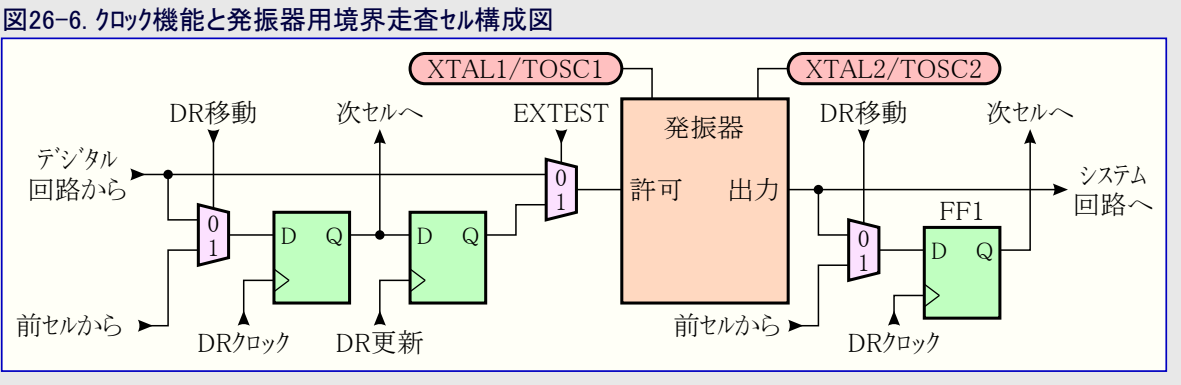 図26-6. クロック機能と発振器用境界走査セル構成図
XTAL1/TOSC1
XTAL2/TOSC2
DR移動
次セルへ
EXTEST
発振器
DR移動
次セルへ
デジタル
回路から
0
1
許可
出力
システム
回路へ
0
1
D
Q
D
Q
0
1
FF1
D
Q
前セルから
DRクロック
DR更新
前セルから
DRクロック